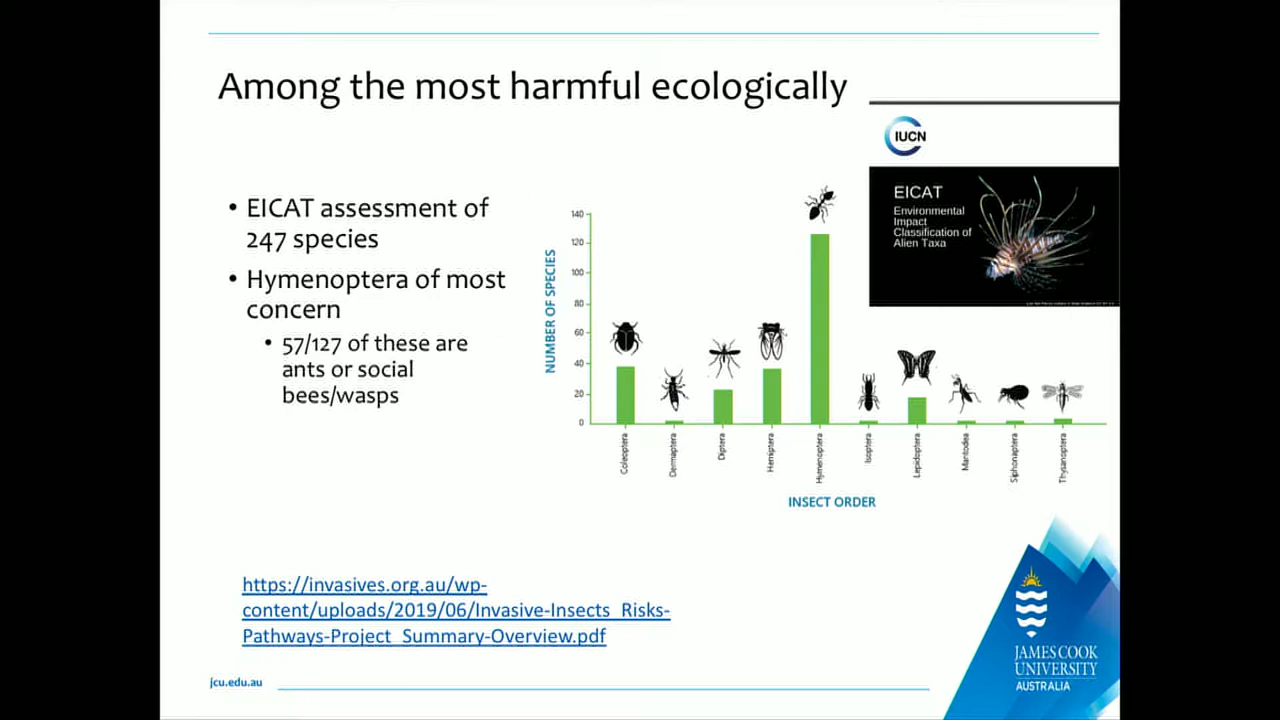 Among the most harmful ecologically
IUCN
EICAT
Environmental
Impact
Classification of
Alien Taxa
• EICAT assessment of
247 species
• Hymenoptera of most
concern
• 57/127 of these are
ants or social
bees/wasps
NUMBER OF SPECIES
140
120
100
80
60
40
20
0
Coleoptera
Dermaptera
Diptera
Hemiptera
Hymenoptera
Isoptera
Lepidoptera
Mantodea
Siphonaptera
Thysanoptera
INSECT ORDER
https://invasives.org.au/wp-
content/uploads/2019/06/Invasive-Insects_Risks-
Pathways-Project_Summary-Overview.pdf
jcu.edu.au
JAMES COOK
UNIVERSITY
AUSTRALIA